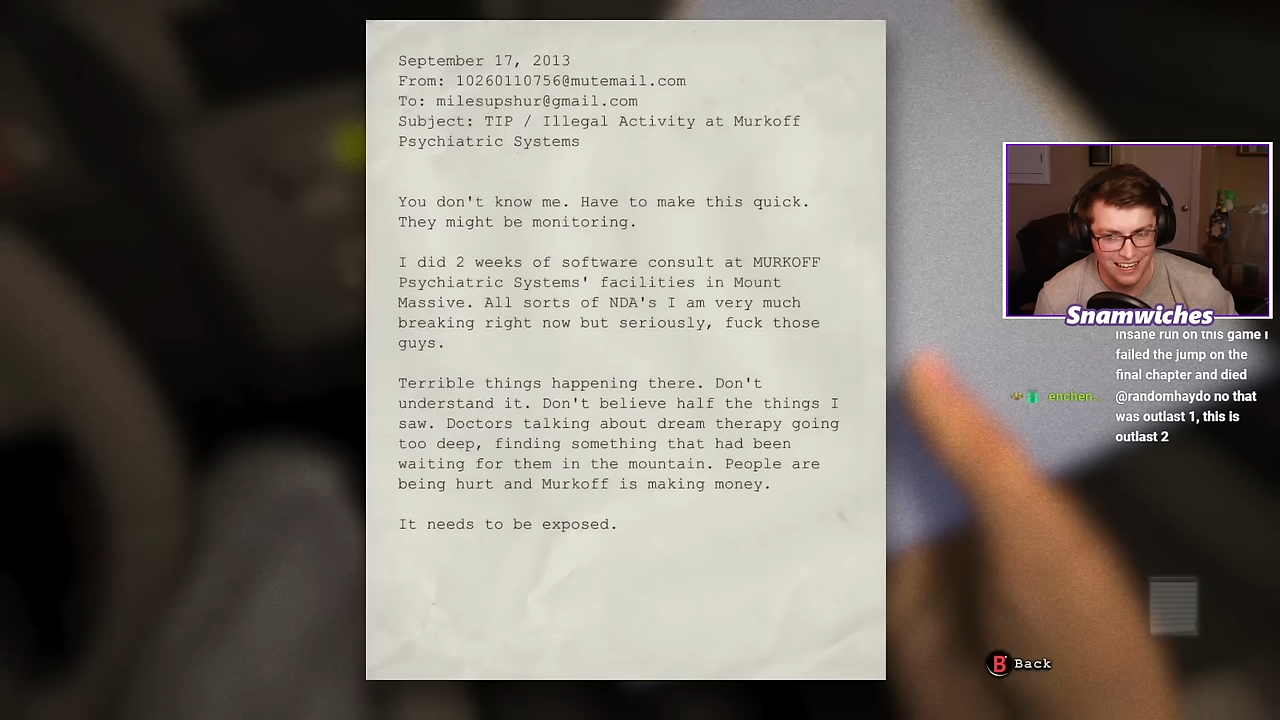 September 17, 2013
From: 10260110756@mutemail.com
To: milesupshur@gmail.com
Subject: TIP / Illegal Activity at Murkoff
Psychiatric Systems
You don't know me. Have to make this quick.
They might be monitoring.
I did 2 weeks of software consult at MURKOFF
Psychiatric Systems' facilities in Mount
Massive. All sorts of NDA's I am very much
breaking right now but seriously, fuck those
guys.
Terrible things happening there. Don't
understand it. Don't believe half the things I
saw. Doctors talking about dream therapy going
too deep, finding something that had been
waiting for them in the mountain. People are
being hurt and Murkoff is making money.
It needs to be exposed.
Snamwiches
insane run on this game I
failed the jump on the
final chapter and died
enchen... @randomhaydo no that
was outlast 1, this is
outlast 2
B Back